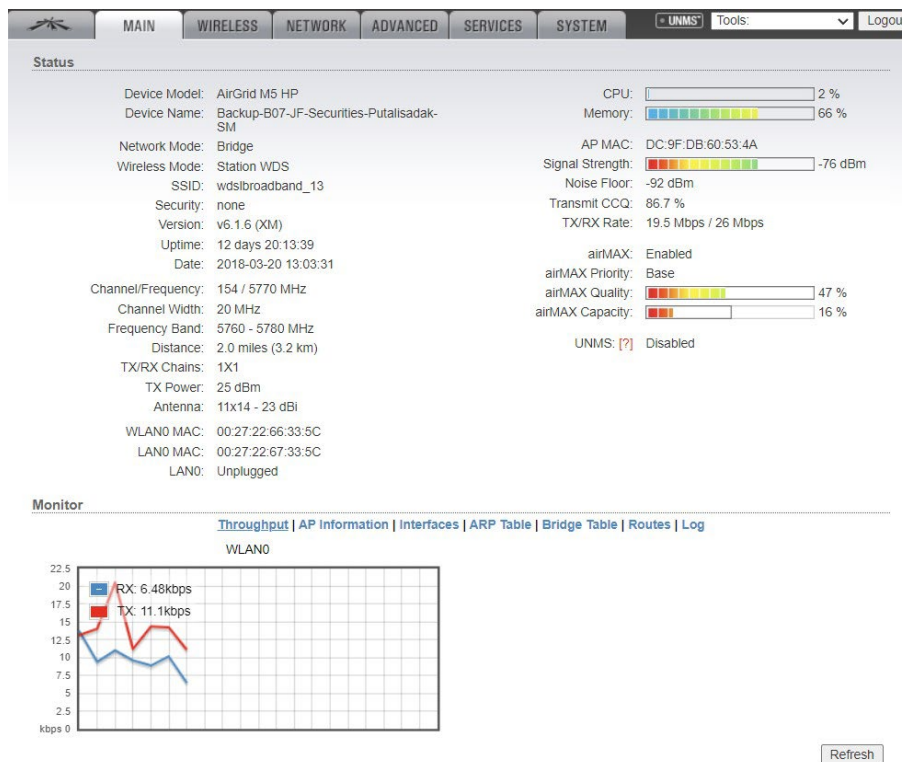 MAIN WIRELESS NETWORK ADVANCED SERVICES SYSTEM UNMS Tools: Logou
Status
Device Model: AirGrid M5 HP
Device Name: Backup-B07-JF-Securities-Putalisadak-
SM
Network Mode: Bridge
Wireless Mode: Station WDS
SSID: wdslbroadband_13
Security: none
Version: v6.1.6 (XM)
Uptime: 12 days 20:13:39
Date: 2018-03-20 13:03:31
Channel/Frequency: 154 / 5770 MHz
Channel Width: 20 MHz
Frequency Band: 5760 - 5780 MHz
Distance: 2.0 miles (3.2 km)
TX/RX Chains: 1X1
TX Power: 25 dBm
Antenna: 11x14 - 23 dBi
WLAN0 MAC: 00:27:22:66:33:5C
LAN0 MAC: 00:27:22:67:33:5C
LAN0: Unplugged
CPU: 2 %
Memory: 66 %
AP MAC: DC:9F:DB:60:53:4A
Signal Strength: -76 dBm
Noise Floor: -92 dBm
Transmit CCQ: 86.7 %
TX/RX Rate: 19.5 Mbps / 26 Mbps
airMAX: Enabled
airMAX Priority: Base
airMAX Quality: 47 %
airMAX Capacity: 16 %
UNMS: [?] Disabled
Monitor
Throughput | AP Information | Interfaces | ARP Table | Bridge Table | Routes | Log
WLAN0
RX: 6.48kbps
TX: 11.1kbps
22.5
20
17.5
15
12.5
10
7.5
5
2.5
kbps 0
Refresh